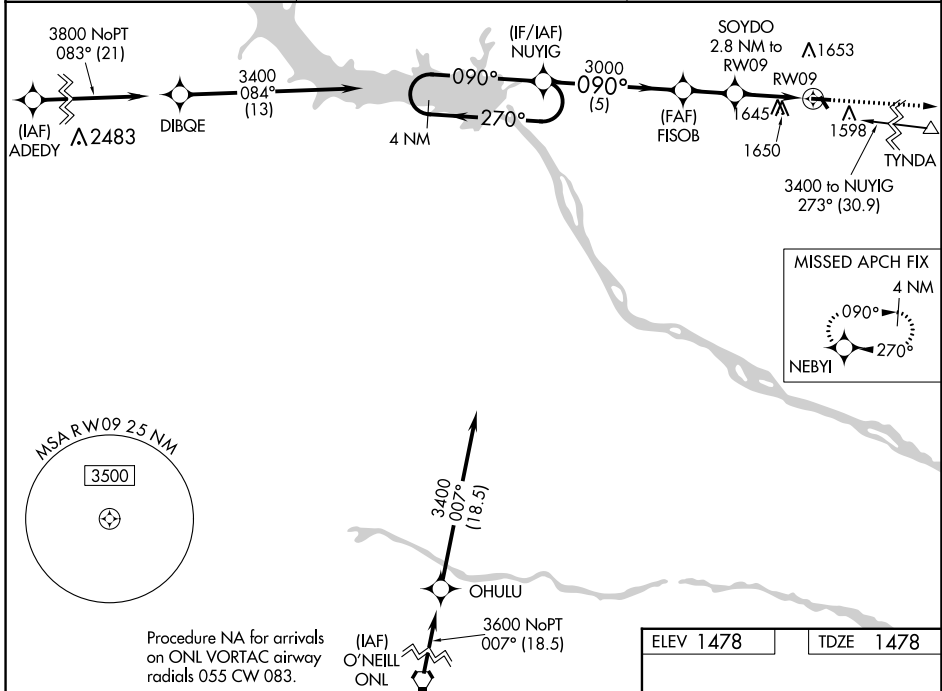 3800 NoPT
083° (21)
(IAF)
ADEDY
2483
DIBQE
3400
084°
(13)
(IF/IAF)
NUYIG
090°
270°
4 NM
3000
090°
(5)
(FAF)
FISOB
SOYDO
2.8 NM to
RW09
1653
RW09
1645
1650
1598
TYNDA
3400 to NUYIG
273° (30.9)
MISSED APCH FIX
4 NM
090°
270°
NEBYI
MSA RW09 25 NM
3500
3400
007°
(18.5)
OHULU
3600 NoPT
007° (18.5)
(IAF)
O'NEILL
ONL
Procedure NA for arrivals
on ONL VORTAC airway
radials 055 CW 083.
ELEV 1478
TDZE 1478